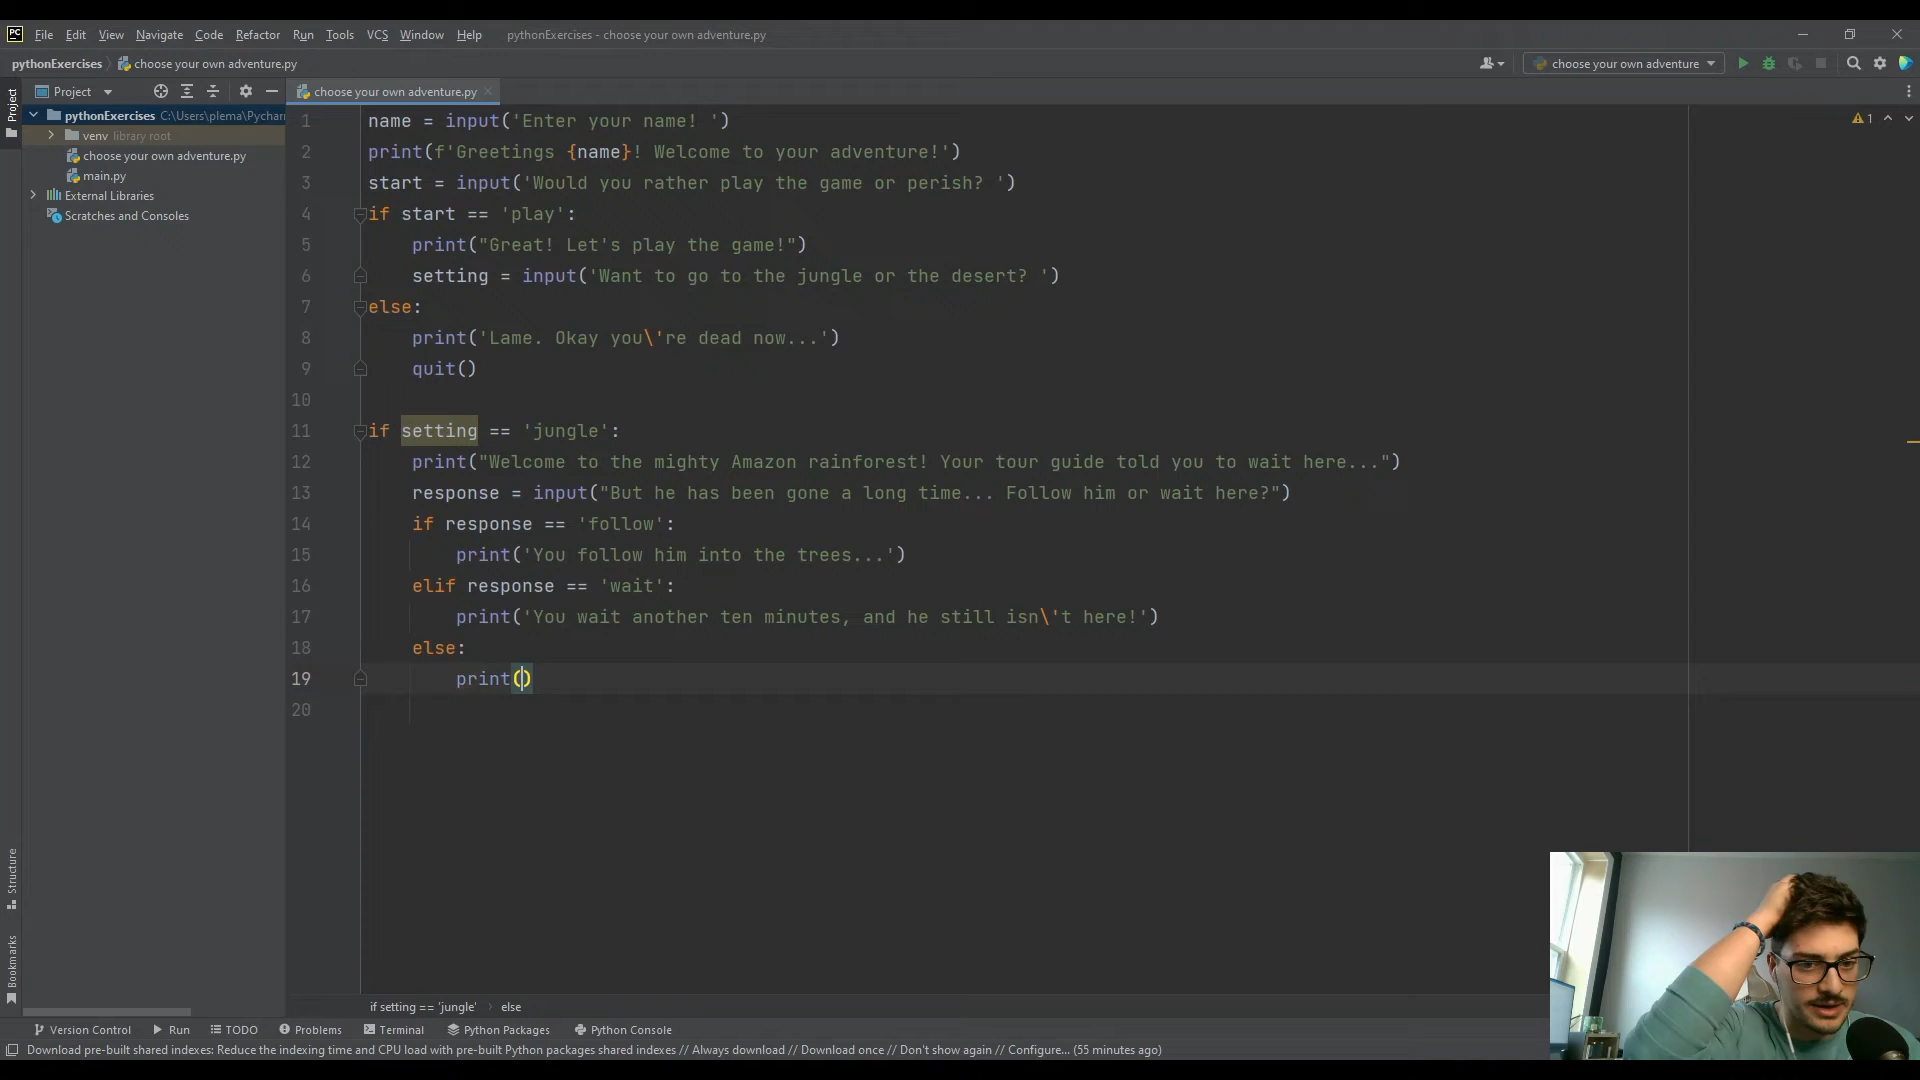 PC File Edit View Navigate Code Refactor Run Tools VCS Window Help pythonExercises - choose your own adventure.py
pythonExercises choose your own adventure.py choose your own adventure
Project choose your own adventure.py
Project
pythonExercises C:\Users\plema\Pychar
venv library root
choose your own adventure.py
main.py
External Libraries
Scratches and Consoles
1 name = input('Enter your name! ') 1
2 print(f'Greetings {name}! Welcome to your adventure!')
3 start = input('Would you rather play the game or perish? ')
4 if start == 'play':
5     print("Great! Let's play the game!")
6     setting = input('Want to go to the jungle or the desert? ')
7 else:
8     print('Lame. Okay you\'re dead now...')
9     quit()
10
11 if setting == 'jungle':
12     print("Welcome to the mighty Amazon rainforest! Your tour guide told you to wait here...")
13     response = input("But he has been gone a long time... Follow him or wait here?")
14     if response == 'follow':
15         print('You follow him into the trees...')
16     elif response == 'wait':
17         print('You wait another ten minutes, and he still isn\'t here!')
18     else:
19         print()
20
Structure
Bookmarks
if setting == 'jungle' › else
Version Control Run TODO Problems Terminal Python Packages Python Console
Download pre-built shared indexes: Reduce the indexing time and CPU load with pre-built Python packages shared indexes // Always download // Download once // Don't show again // Configure... (55 minutes ago)